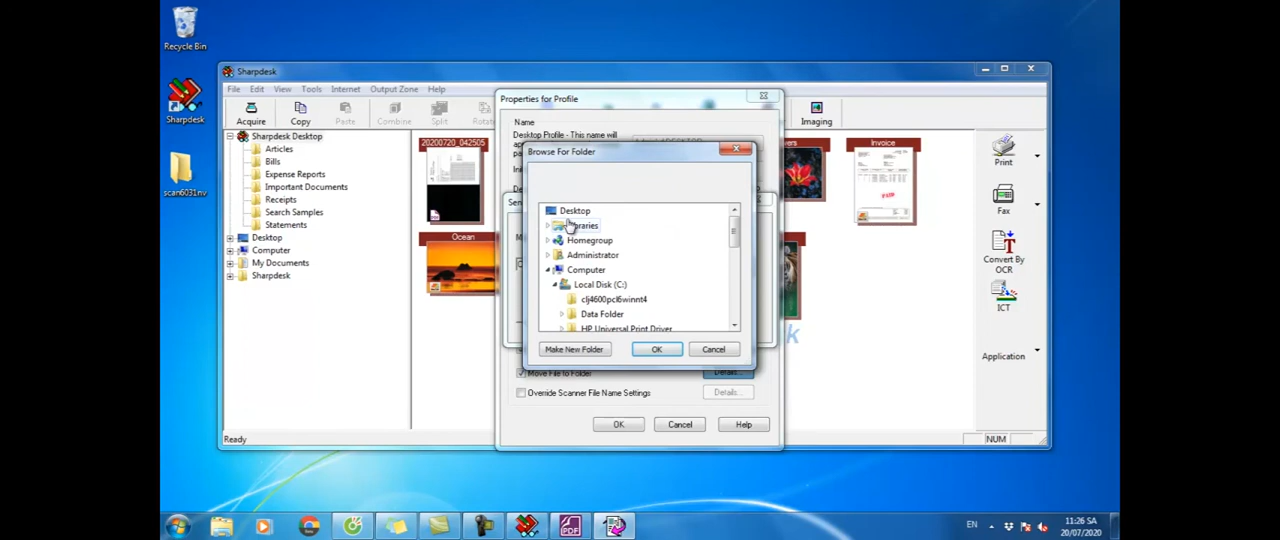 Recycle Bin
Sharpdesk
scan6031nv
Sharpdesk
File Edit View Tools Internet Output Zone Help
Acquire Copy Paste Combine Split Imaging
Sharpdesk Desktop
Articles
Bills
Expense Reports
Important Documents
Receipts
Search Samples
Statements
Desktop
Computer
My Documents
Sharpdesk
20200720_042505
Invoice
Ocean
Print
Fax
Convert By
OCR
ICT
Application
Properties for Profile
Name
Desktop Profile - This name will
Browse For Folder
Desktop
Homegroup
Administrator
Computer
Local Disk (C:)
clj4600pcl6winnt4
Data Folder
HP Universal Print Driver
Make New Folder OK Cancel
Move File To Folder Details...
Override Scanner File Name Settings Details...
OK Cancel Help
Ready NUM
PDF
EN
11:26 SA
20/07/2020